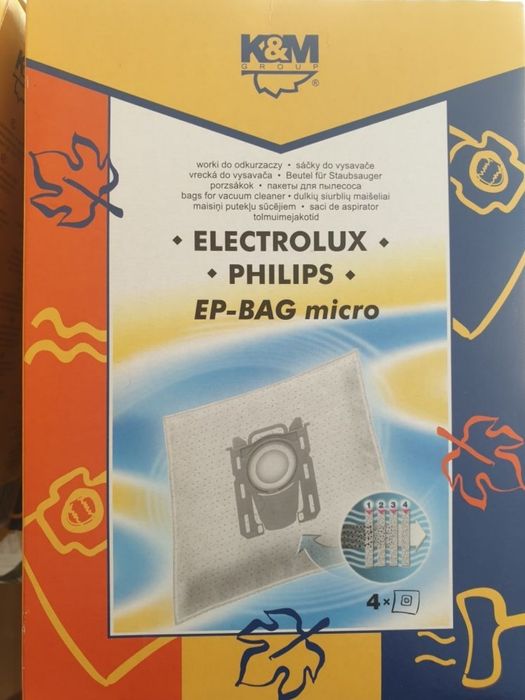 K&M
GROUP
®
worki do odkurzaczy • sáčky do vysavače
vrecká do vysavača • Beutel für Staubsauger
porzsákok • пакеты для пылесоса
bags for vacuum cleaner • dulkių siurblių maišeliai
maisiņi putekļu sūcējiem • saci de aspirator
tolmuimejakotid
• ELECTROLUX •
• PHILIPS •
EP-BAG micro
1 2 3 4
4 x
K&M